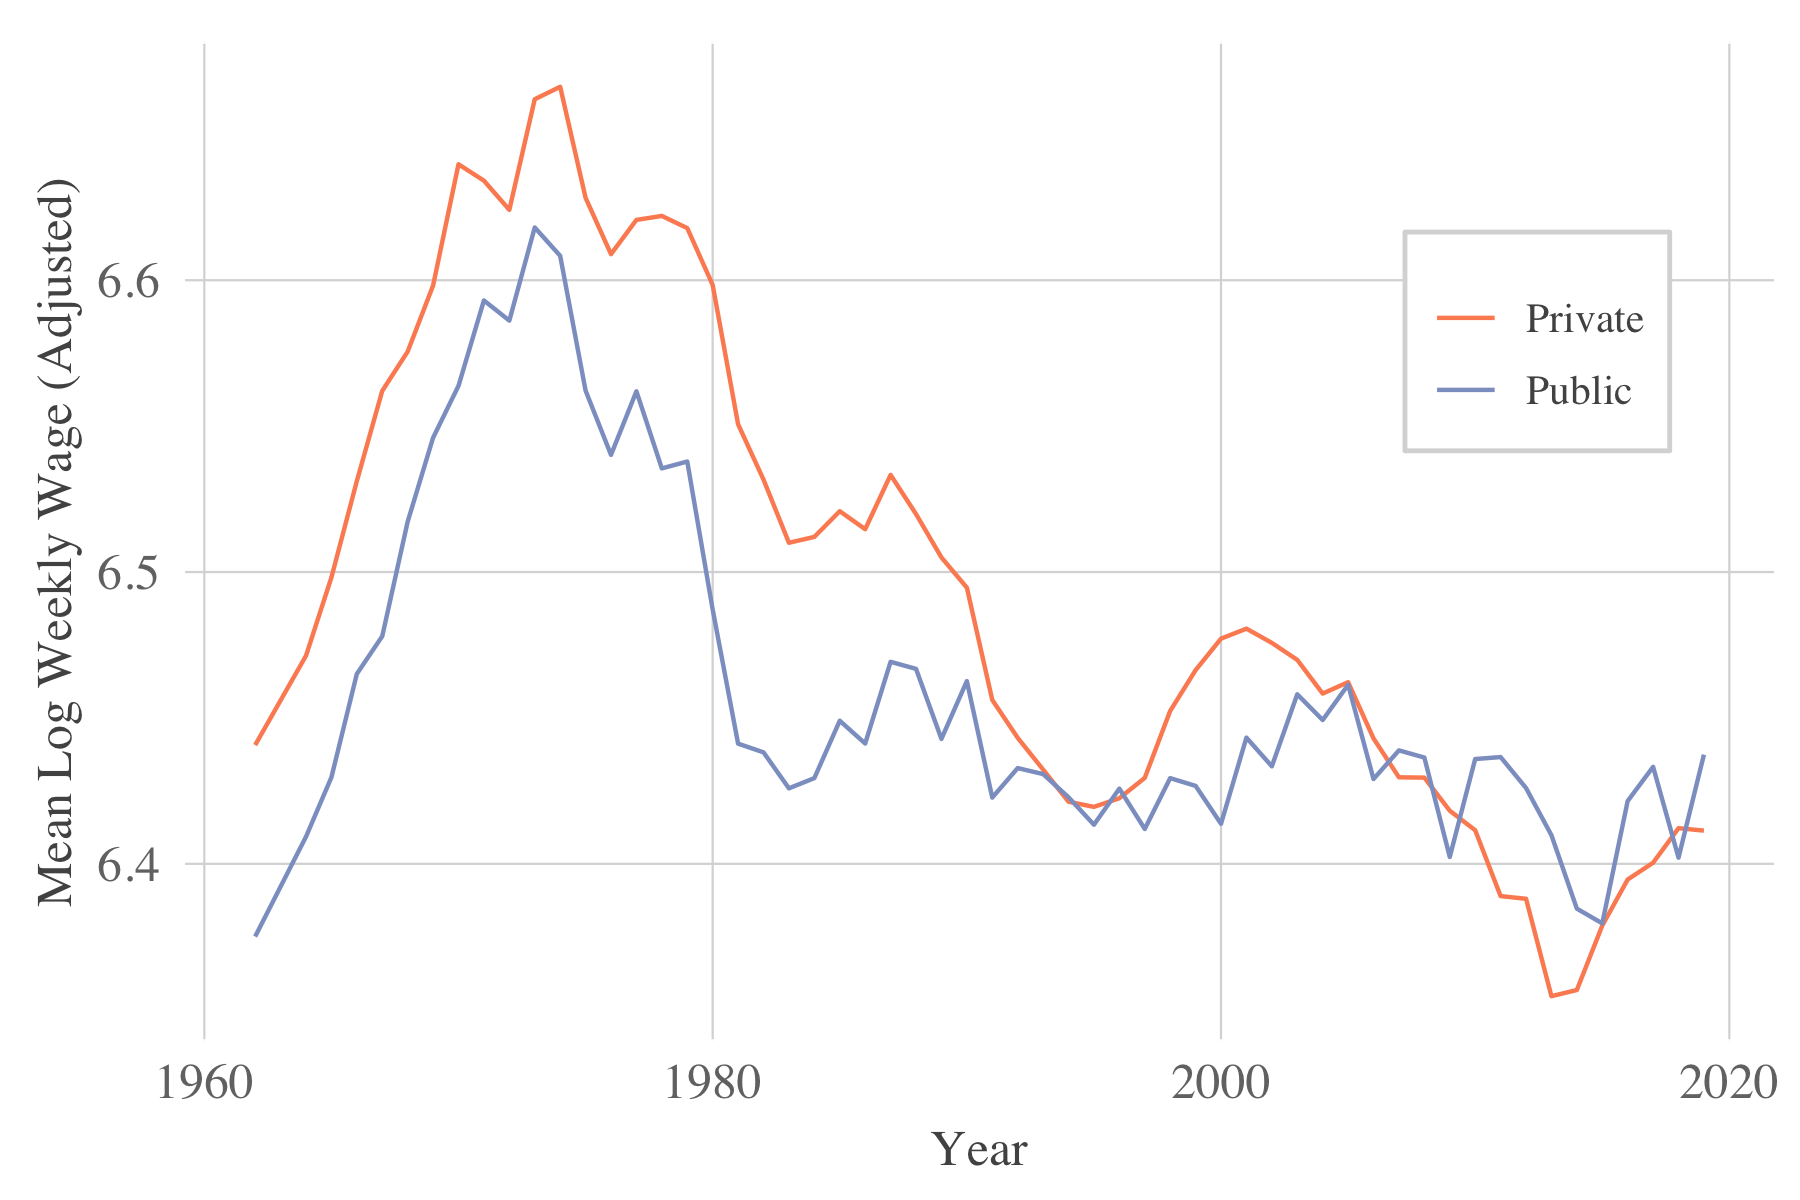 Mean Log Weekly Wage (Adjusted)
6.6
6.5
6.4
Private
Public
1960 1980 2000 2020
Year